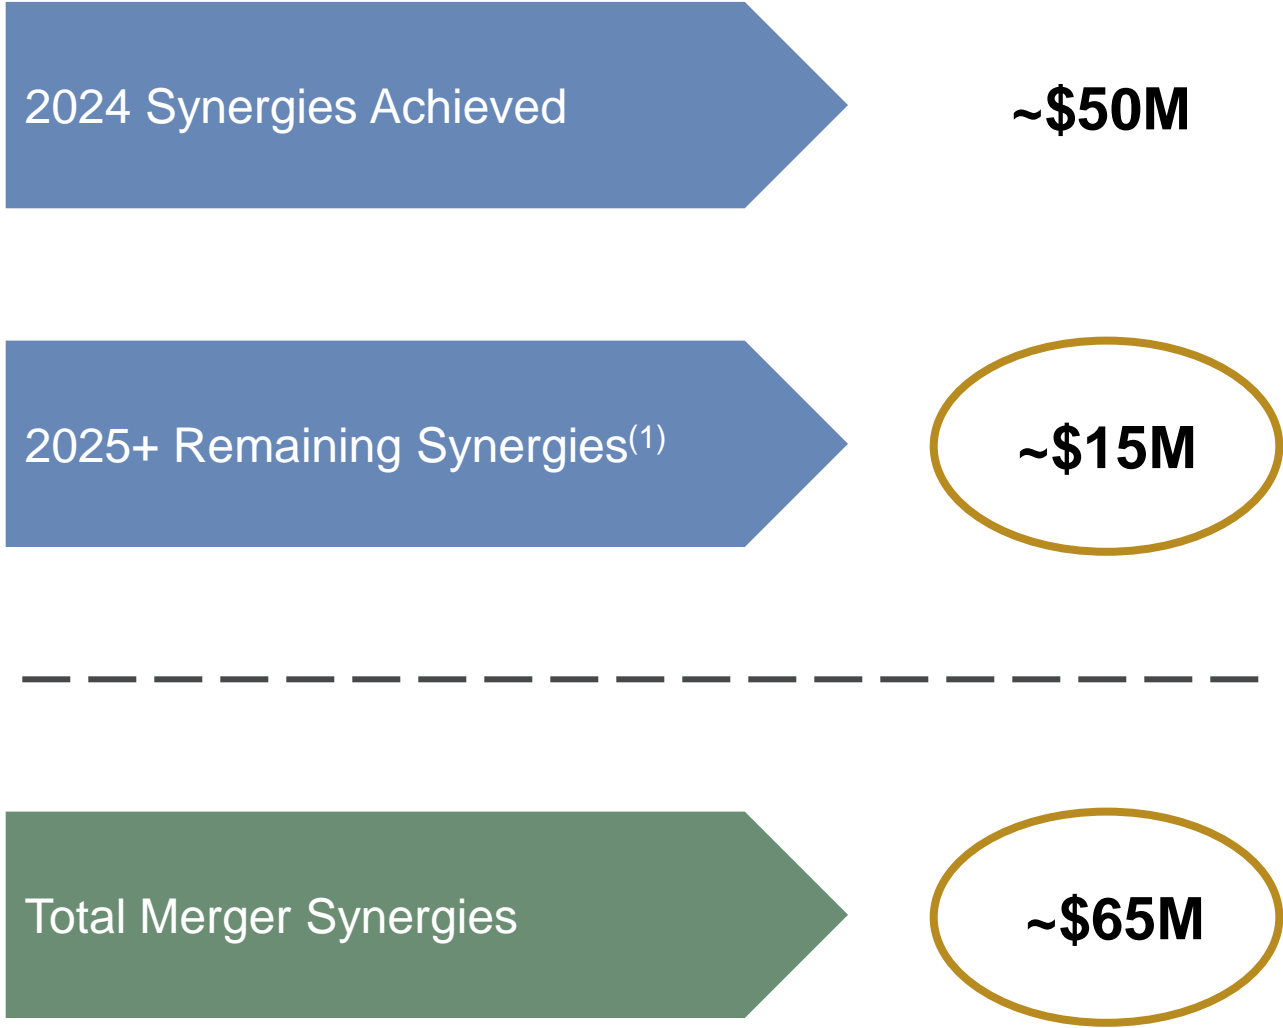 2024 Synergies Achieved
~$50M
2025+ Remaining Synergies(1)
~$15M
Total Merger Synergies
~$65M